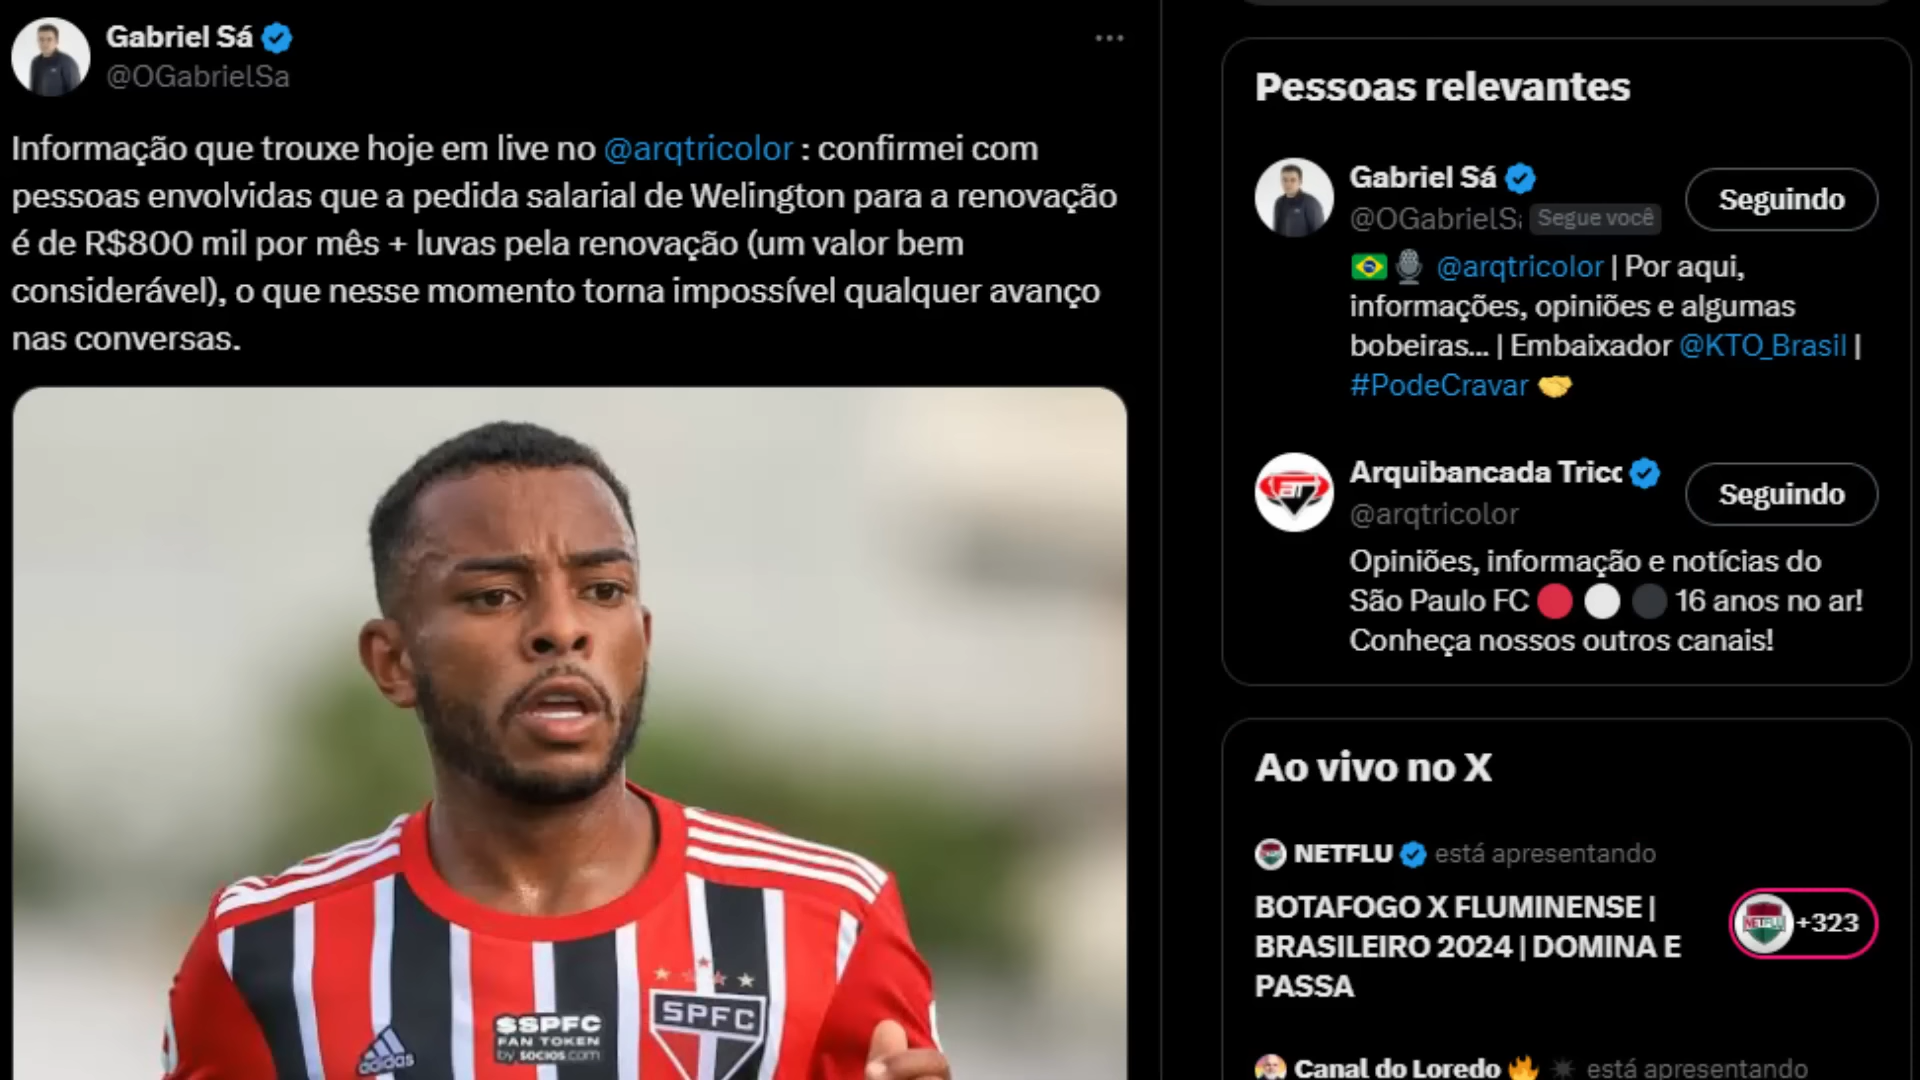 Gabriel Sá
@OGabrielSa
Informação que trouxe hoje em live no @arqtricolor : confirmei com
pessoas envolvidas que a pedida salarial de Welington para a renovação
é de R$800 mil por mês + luvas pela renovação (um valor bem
considerável), o que nesse momento torna impossível qualquer avanço
nas conversas.
adidas
$SPFC
FAN TOKEN
by socios.com
SPFC
Pessoas relevantes
Gabriel Sá
@OGabrielS Segue você
Seguindo
@arqtricolor | Por aqui,
informações, opiniões e algumas
bobeiras... | Embaixador @KTO_Brasil |
#PodeCravar
Arquibancada Tric
@arqtricolor
Seguindo
Opiniões, informação e notícias do
São Paulo FC 16 anos no ar!
Conheça nossos outros canais!
Ao vivo no X
NETFLU está apresentando
BOTAFOGO X FLUMINENSE |
BRASILEIRO 2024 | DOMINA E
PASSA
NETFLU +323
Canal do Loredo está apresentando